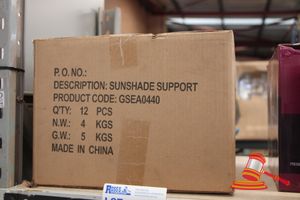 P. O. NO.:
DESCRIPTION: SUNSHADE SUPPORT
PRODUCT CODE: GSEA0440
Q'TY: 12 PCS
N.W.: 4 KGS
G.W.: 5 KGS
MADE IN CHINA